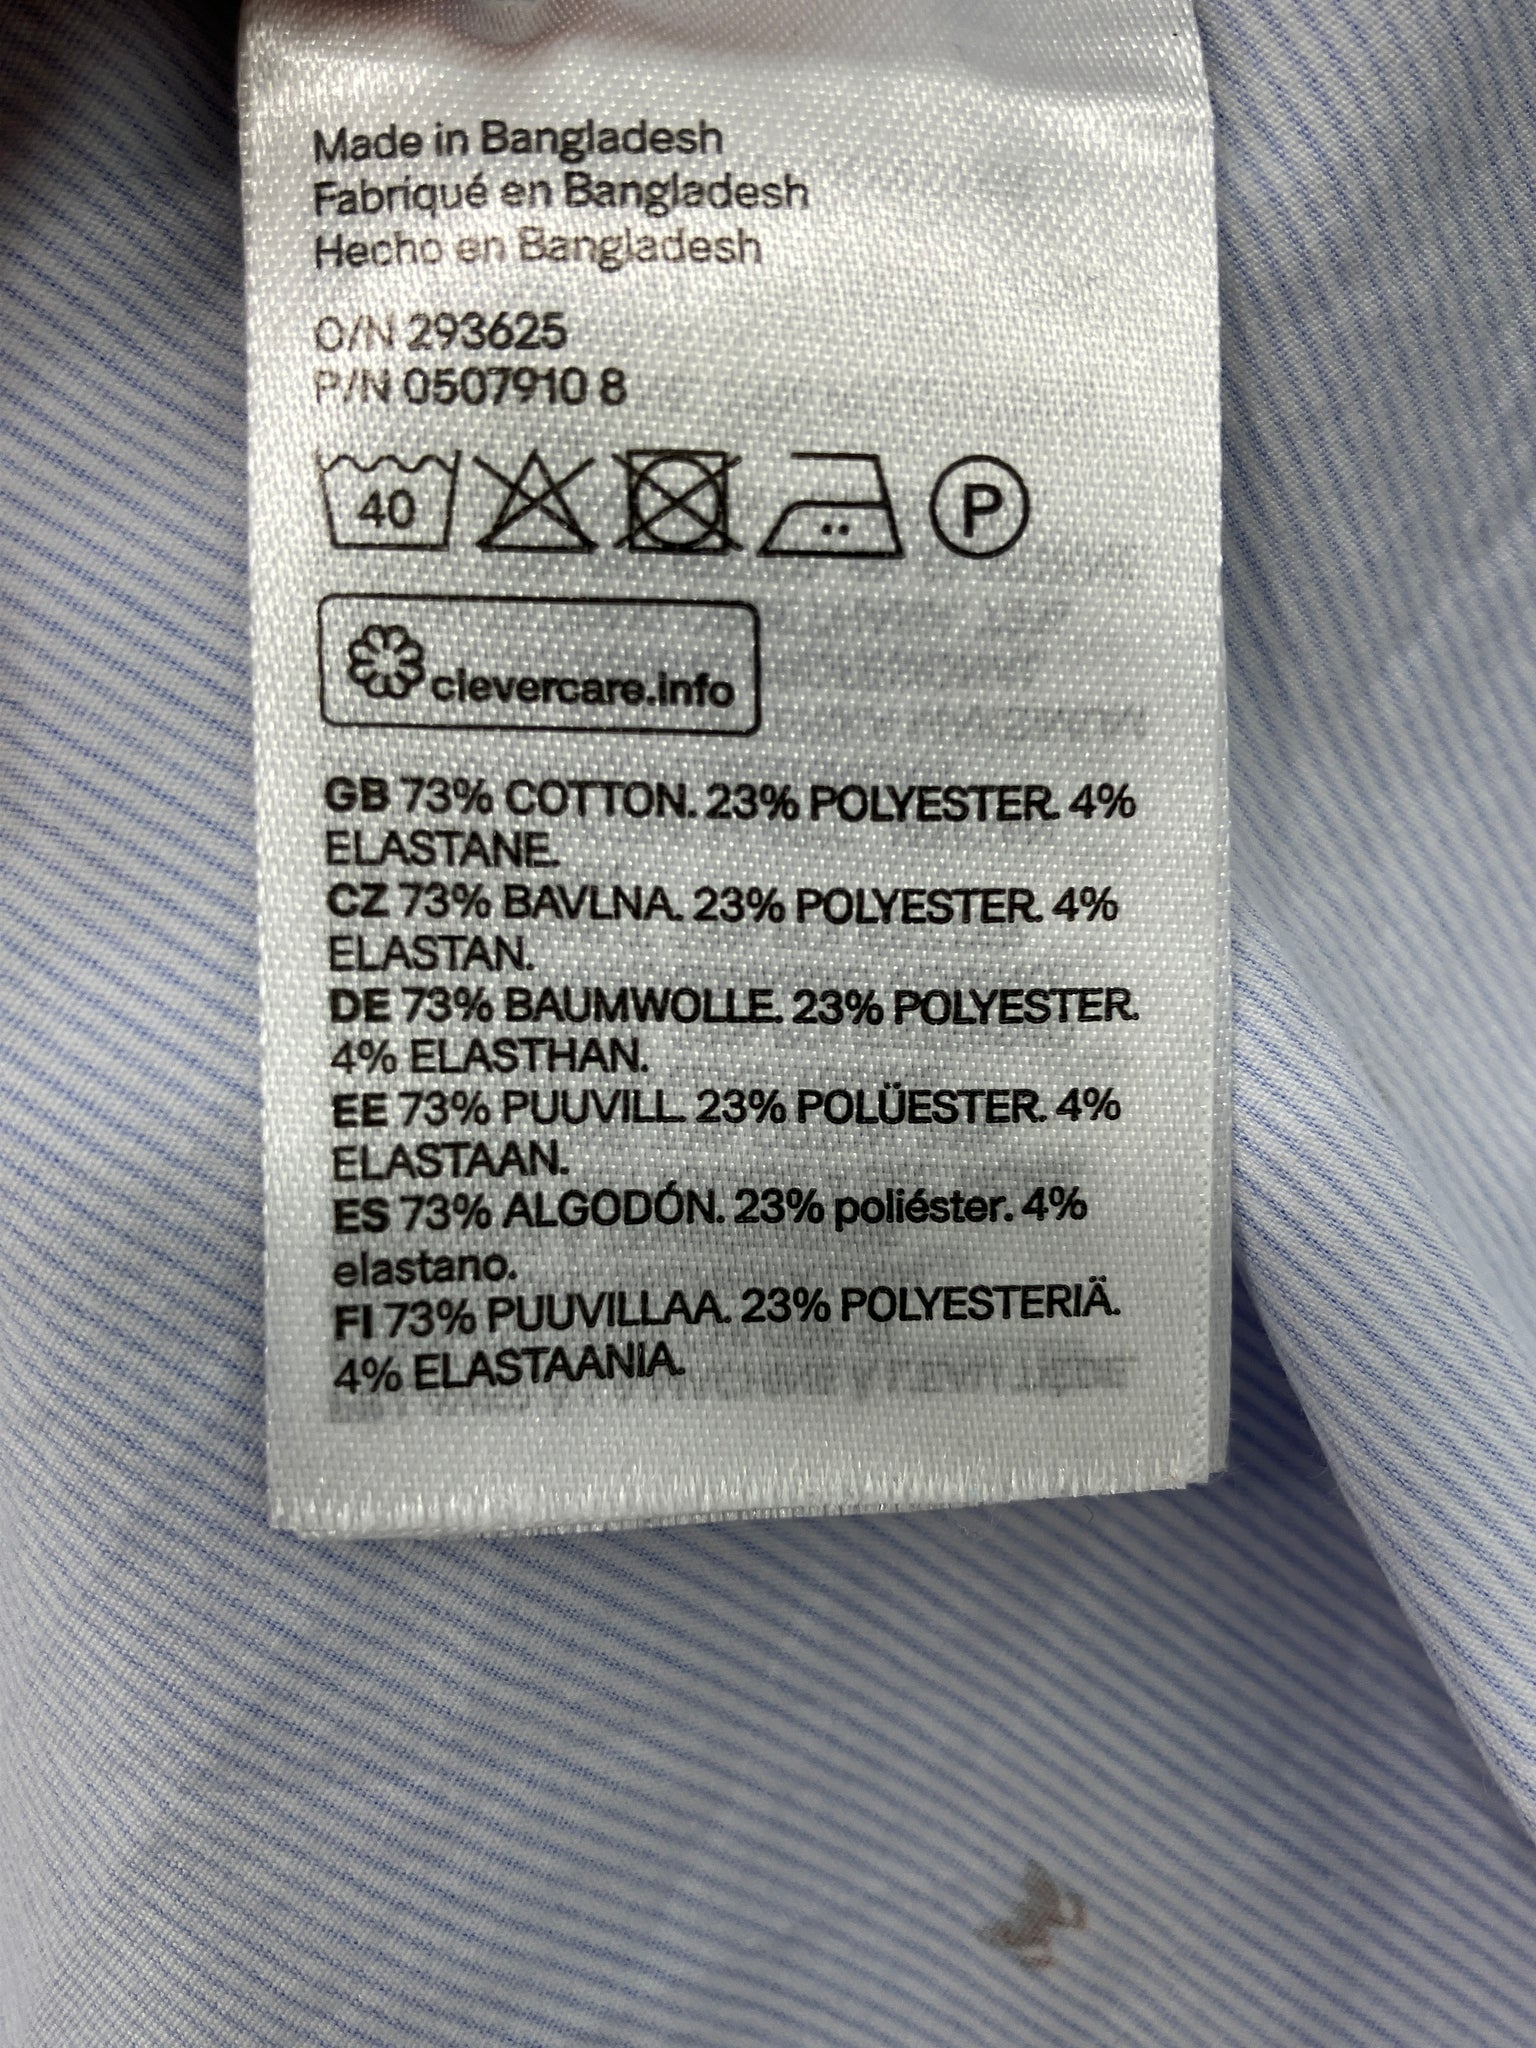 Made in Bangladesh
Fabriqué en Bangladesh
Hecho en Bangladesh
O/N 293625
P/N 0507910 8
40
P
clevercare.info
GB 73% COTTON. 23% POLYESTER. 4%
ELASTANE.
CZ 73% BAVLNA. 23% POLYESTER. 4%
ELASTAN.
DE 73% BAUMWOLLE. 23% POLYESTER.
4% ELASTHAN.
EE 73% PUUVILL. 23% POLÜESTER. 4%
ELASTAAN.
ES 73% ALGODÓN. 23% poliéster. 4%
elastano.
FI 73% PUUVILLAA. 23% POLYESTERIÄ.
4% ELASTAANIA.